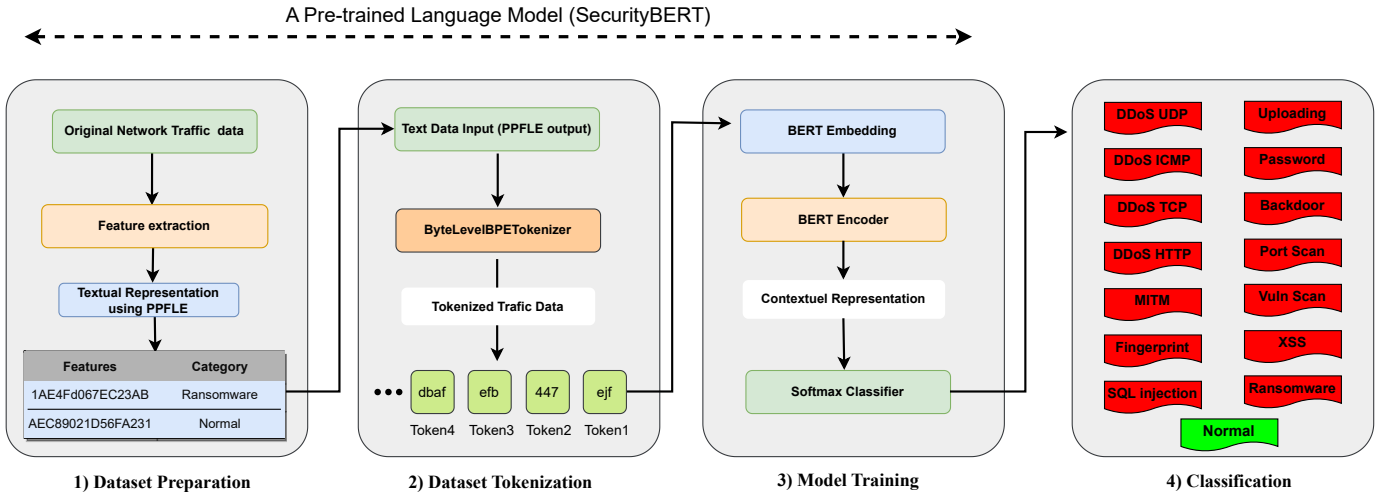 A Pre-trained Language Model (SecurityBERT)
Original Network Traffic data
Feature extraction
Textual Representation
using PPFLE
Features Category
1AE4Fd067EC23AB Ransomware
AEC89021D56FA231 Normal
1) Dataset Preparation
Text Data Input (PPFLE output)
ByteLevelBPETokenizer
Tokenized Trafic Data
dbaf efb 447 ejf
Token4 Token3 Token2 Token1
2) Dataset Tokenization
BERT Embedding
BERT Encoder
Contextuel Representation
Softmax Classifier
3) Model Training
DDoS UDP Uploading
DDoS ICMP Password
DDoS TCP Backdoor
DDoS HTTP Port Scan
MITM Vuln Scan
Fingerprint XSS
SQL injection Ransomware
Normal
4) Classification